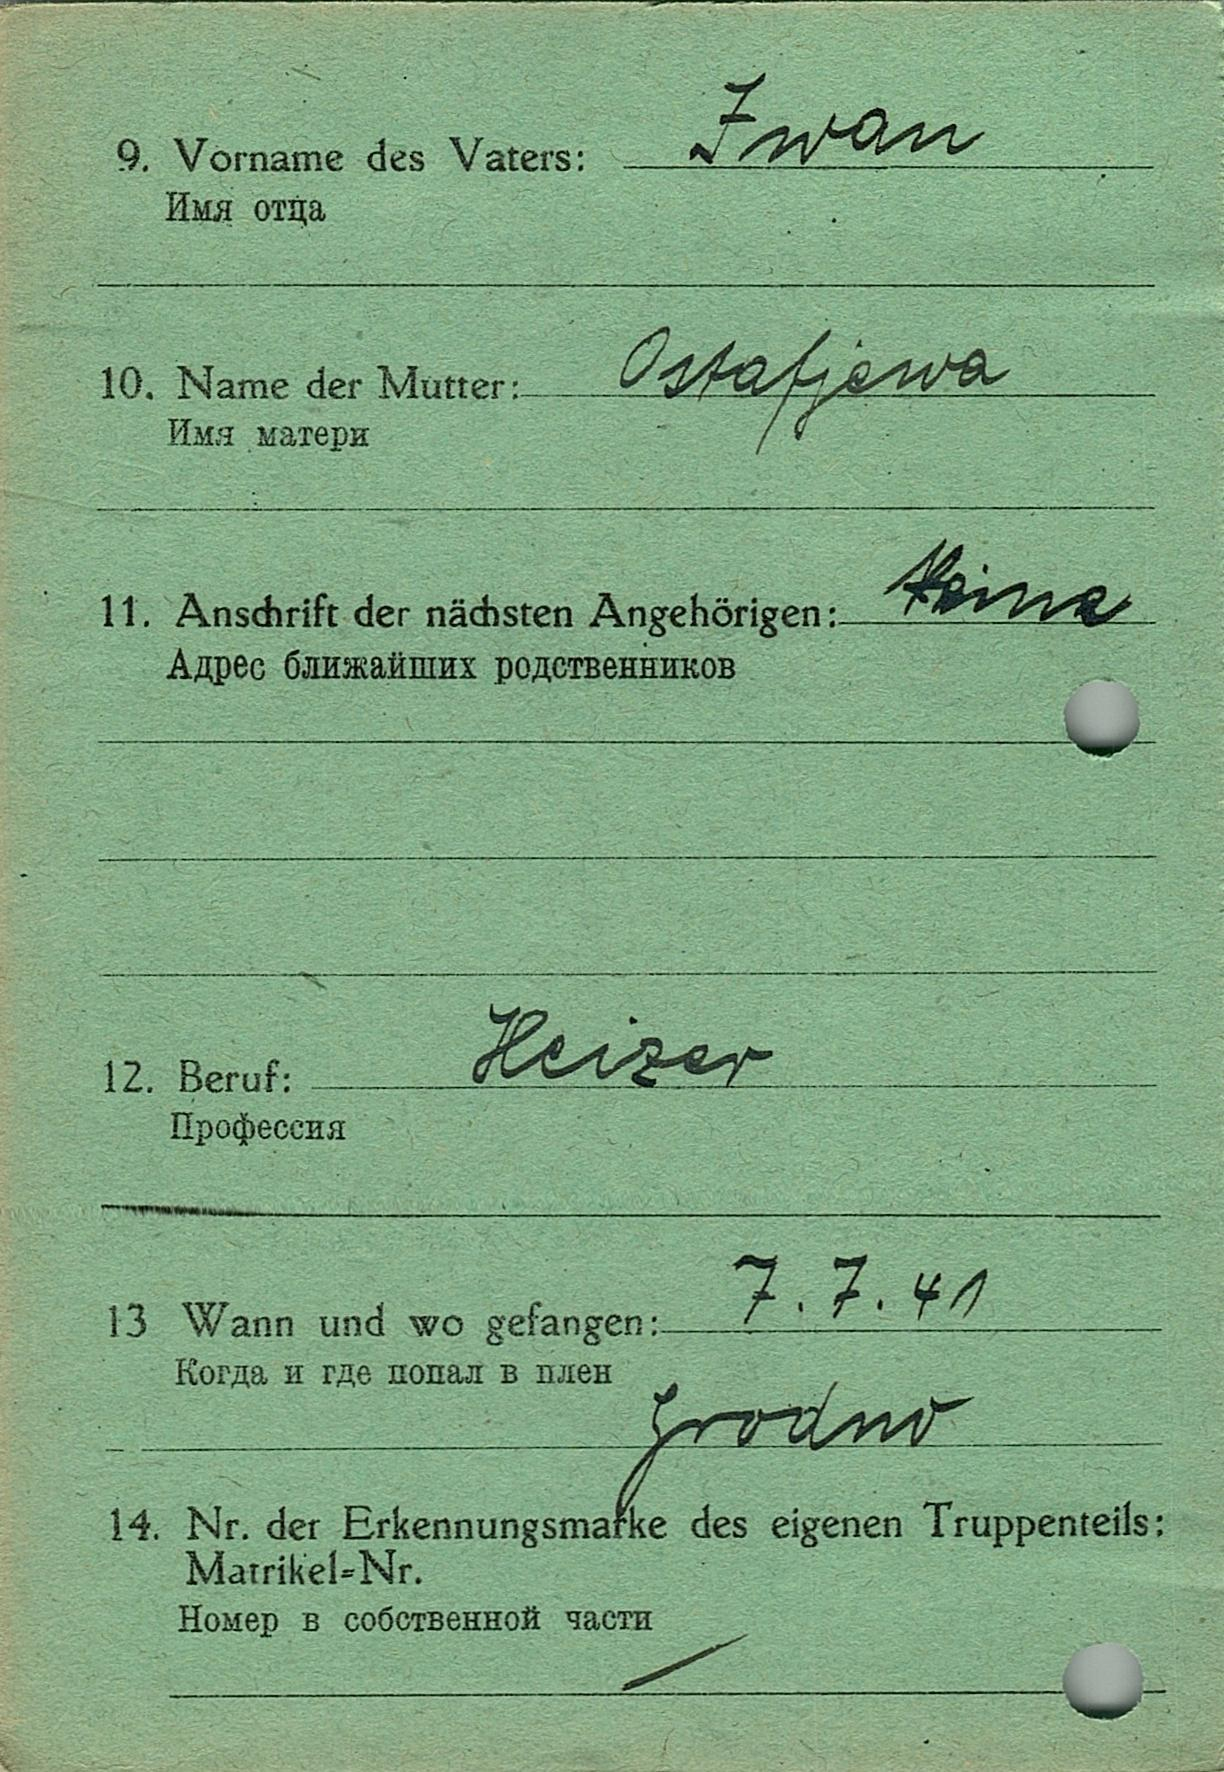 9. Vorname des Vaters: Iwan
Имя отца
10. Name der Mutter: Ostafjewa
Имя матери
11. Anschrift der nächsten Angehörigen: Keine
Адрес ближайших родственников
12. Beruf: Heizer
Профессия
13 Wann und wo gefangen: 7.7.41
Когда и где попал в плен
Grodno
14. Nr. der Erkennungsmarke des eigenen Truppenteils:
Matrikel=Nr.
Номер в собственной части
/